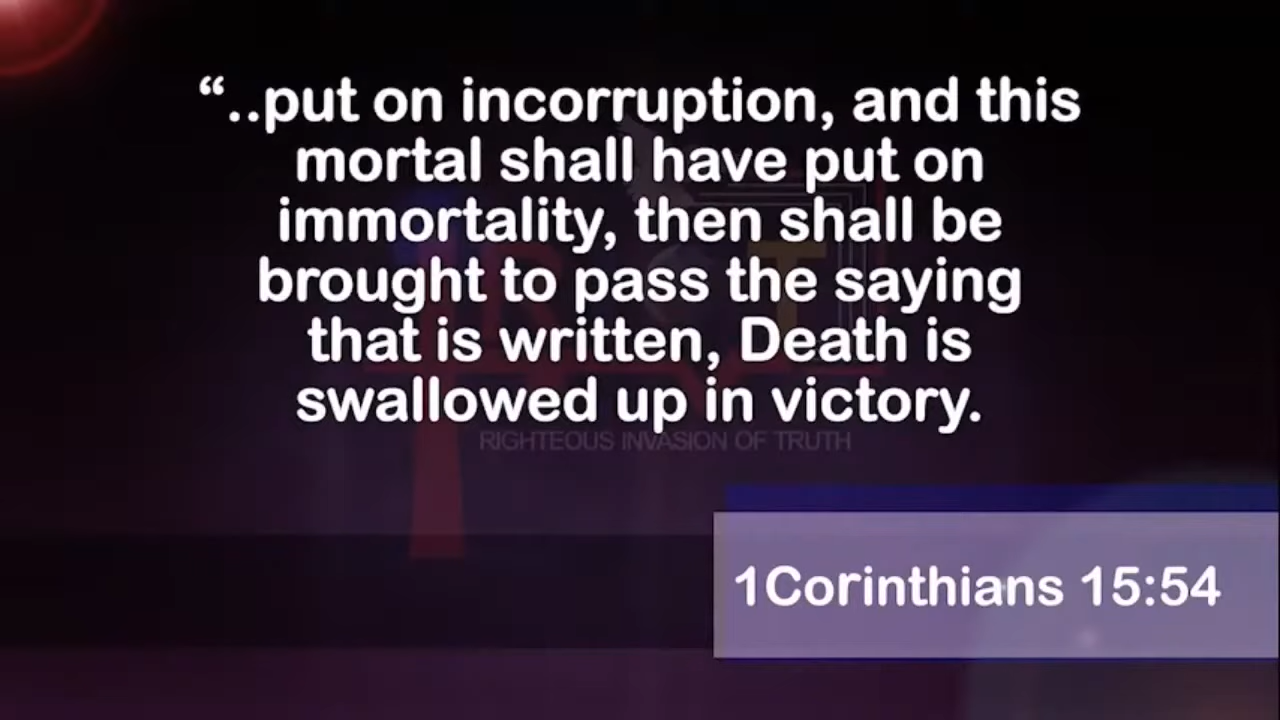 “..put on incorruption, and this
mortal shall have put on
immortality, then shall be
brought to pass the saying
that is written, Death is
swallowed up in victory.
RIGHTEOUS INVASION OF TRUTH
1Corinthians 15:54